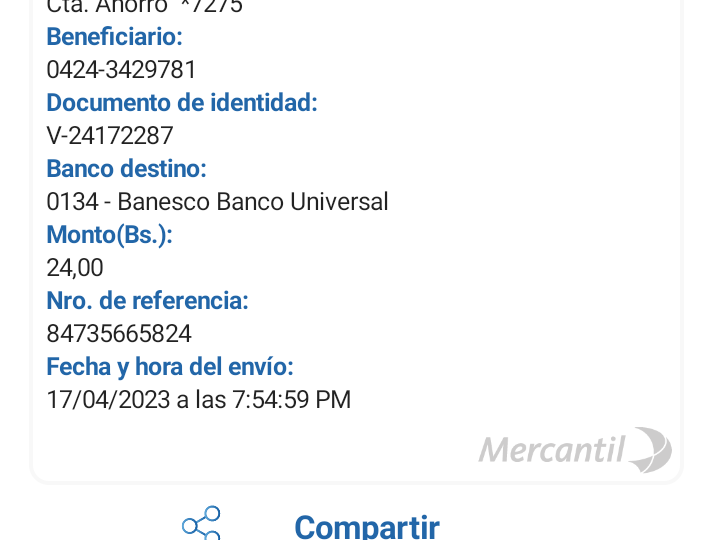 Cta. Ahorro *7275
Beneficiario:
0424-3429781
Documento de identidad:
V-24172287
Banco destino:
0134 - Banesco Banco Universal
Monto(Bs.):
24,00
Nro. de referencia:
84735665824
Fecha y hora del envío:
17/04/2023 a las 7:54:59 PM
Mercantil
Compartir